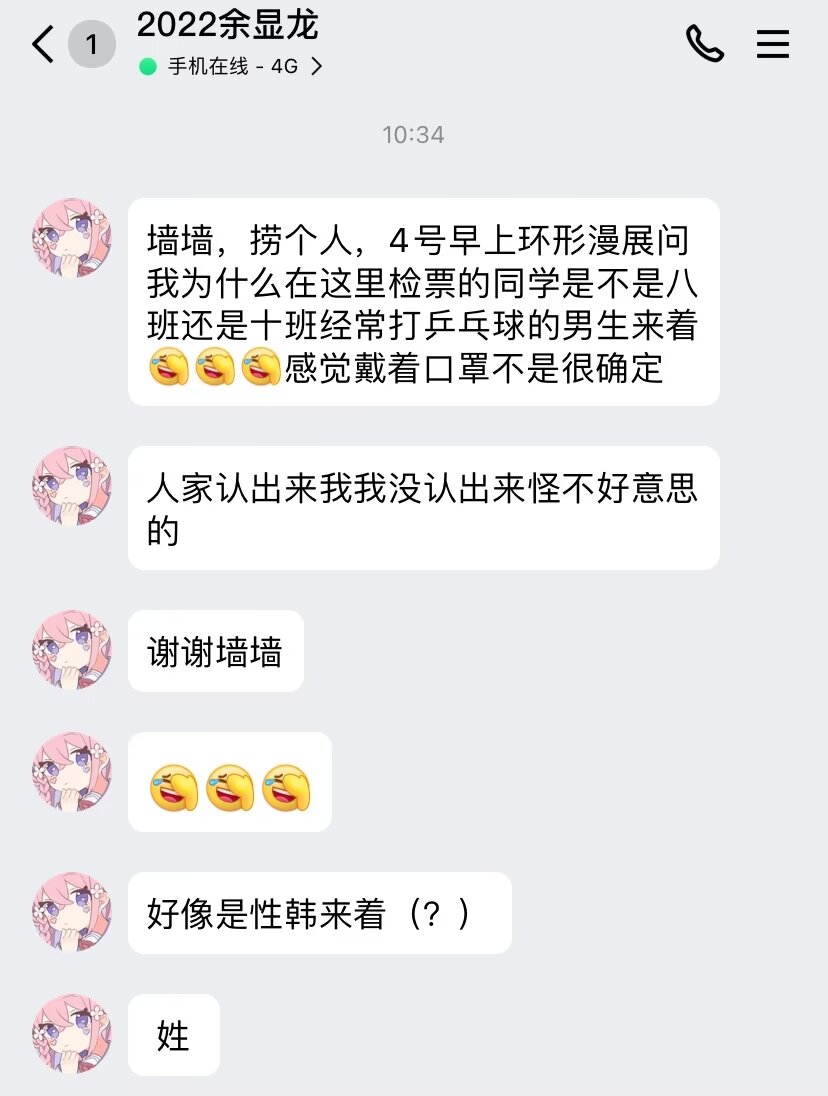 1
2022余显龙
手机在线 - 4G
10:34
墙墙，捞个人，4号早上环形漫展问
我为什么在这里检票的同学是不是八
班还是十班经常打乒乓球的男生来着
🤣🤣🤣感觉戴着口罩不是很确定
人家认出来我我没认出来怪不好意思
的
谢谢墙墙
好像是性韩来着（？）
姓